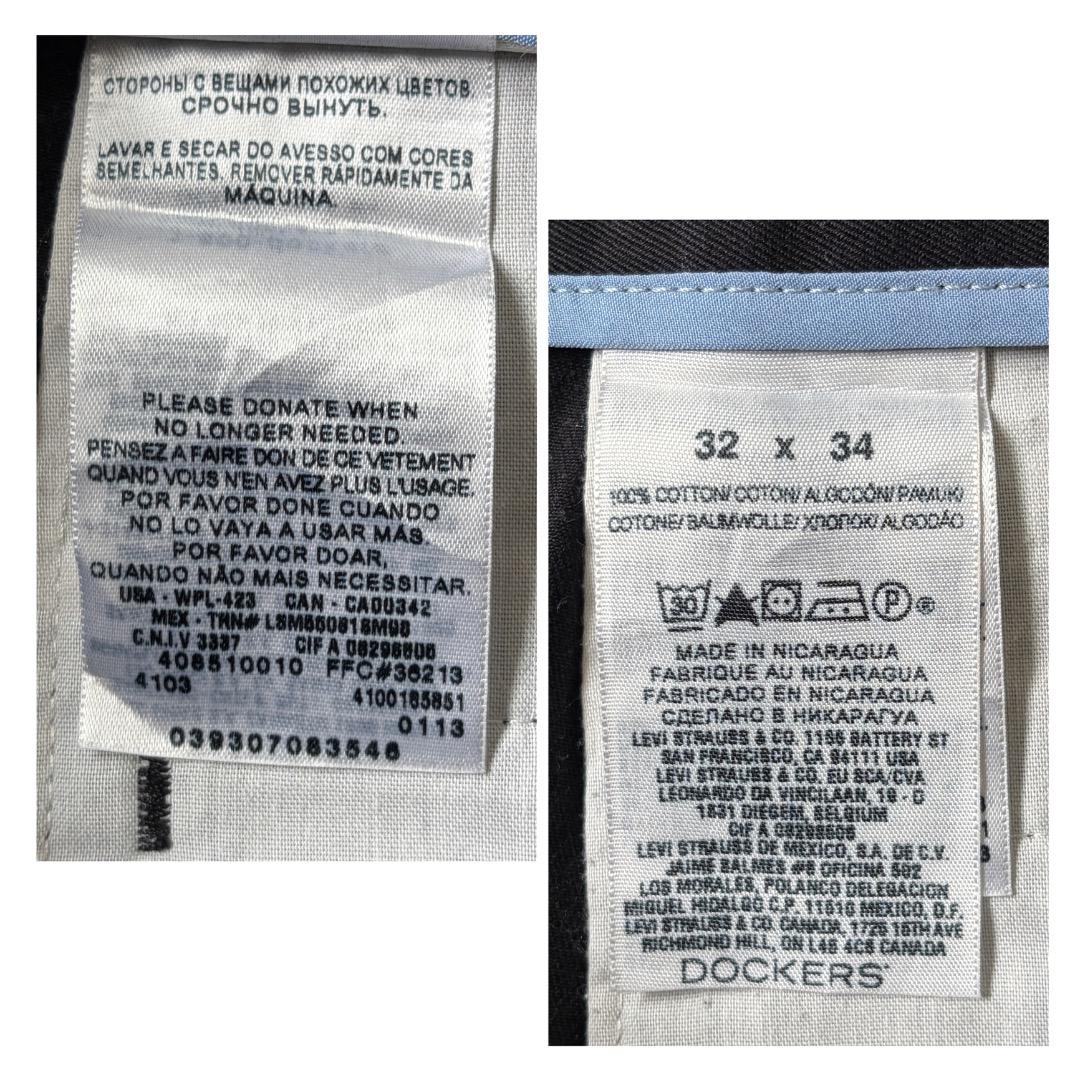 СТОРОНЫ С ВЕЩАМИ ПОХОЖИХ ЦВЕТОВ
СРОЧНО ВЫНУТЬ.
LAVAR E SECAR DO AVESSO COM CORES
SEMELHANTES. REMOVER RÁPIDAMENTE DA
MÁQUINA.
PLEASE DONATE WHEN
NO LONGER NEEDED.
PENSEZ A FAIRE DON DE CE VETEMENT
QUAND VOUS N'EN AVEZ PLUS L'USAGE.
POR FAVOR DONE CUANDO
NO LO VAYA A USAR MÁS.
POR FAVOR DOAR,
QUANDO NÃO MAIS NECESSITAR.
USA - WPL-423 CAN - CA00342
MEX - TRN# LSM650818M98
C.N.I.V 3337 CIF A 08298606
408510010 FFC#36213
4103 4100185851
0113
039307083546
32 x 34
100% COTTON/ COTON/ ALGODÓN/ PAMUK/
COTONE/ BAUMWOLLE/ ХЛОПОК/ ALGODÃO
30 P ®
MADE IN NICARAGUA
FABRIQUE AU NICARAGUA
FABRICADO EN NICARAGUA
СДЕЛАНО В НИКАРАГУА
LEVI STRAUSS & CO. 1155 BATTERY ST
SAN FRANCISCO, CA 94111 USA
LEVI STRAUSS & CO. EU SCA/CVA
LEONARDO DA VINCILAAN, 19 - D
1831 DIEGEM, BELGIUM
CIF A 08298606
LEVI STRAUSS DE MEXICO, S.A. DE C.V.
JAIME BALMES #8 OFICINA 502
LOS MORALES, POLANCO DELEGACION
MIGUEL HIDALGO C.P. 11510 MEXICO, D.F.
LEVI STRAUSS & CO. CANADA, 1725 16TH AVE
RICHMOND HILL, ON L4B 4C6 CANADA
DOCKERS